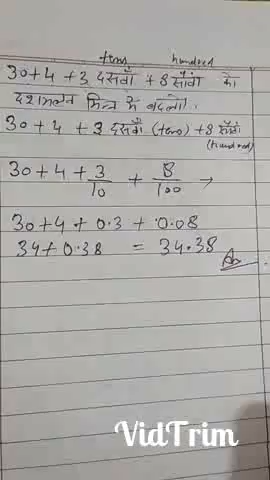 tens hundred
30+4+3 दसवाँ +8 सौवां को
दशमलव भिन्न में बदलो।
30+4+3 दसवाँ (tens) +8 सौवां
(hundred)
30+4+3/10 + 8/100 →
30+4+0.3+0.08
34+0.38 = 34.38
VidTrim